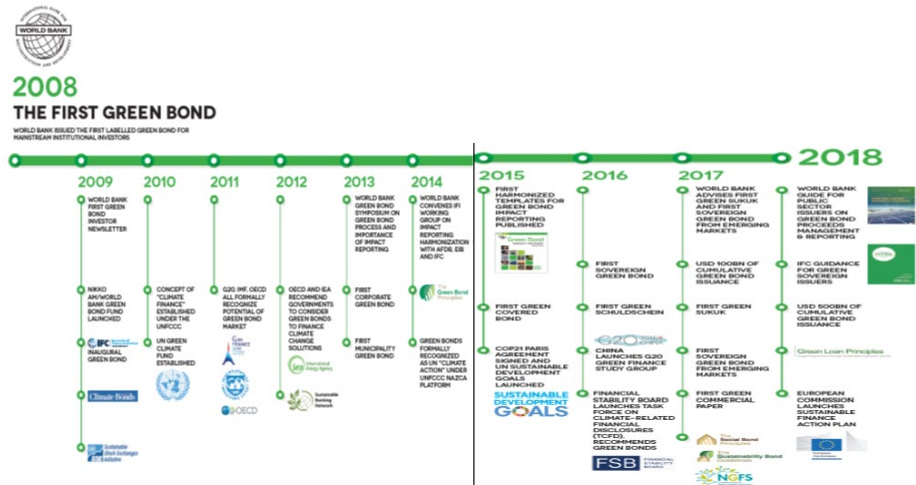 WORLD BANK
2008
THE FIRST GREEN BOND
WORLD BANK ISSUED THE FIRST LABELLED GREEN BOND FOR
MAINSTREAM INSTITUTIONAL INVESTORS
2009
WORLD BANK
FIRST GREEN
BOND
INVESTOR
NEWSLETTER
NIKKO
AM/WORLD
BANK GREEN
BOND FUND
LAUNCHED
IFC
INAUGURAL
GREEN BOND
Climate Bonds
Sustainable
Stock Exchanges
Initiative
2010
CONCEPT OF
"CLIMATE
FINANCE"
ESTABLISHED
UNDER THE
UNFCCC
UN GREEN
CLIMATE
FUND
ESTABLISHED
2011
G20, IMF, OECD
ALL FORMALLY
RECOGNIZE
POTENTIAL OF
GREEN BOND
MARKET
OECD
2012
OECD AND IEA
RECOMMEND
GOVERNMENTS
TO CONSIDER
GREEN BONDS
TO FINANCE
CLIMATE
CHANGE
SOLUTIONS
iea
International
Energy Agency
Sustainable
Banking
Network
2013
WORLD BANK
GREEN BOND
SYMPOSIUM ON
GREEN BOND
PROCESS AND
IMPORTANCE
OF IMPACT
REPORTING
FIRST
CORPORATE
GREEN BOND
FIRST
MUNICIPALITY
GREEN BOND
2014
WORLD BANK
CONVENES IFI
WORKING
GROUP ON
IMPACT
REPORTING
HARMONIZATION
WITH AFDB, EIB
AND IFC
The
Green Bond
Principles
GREEN BONDS
FORMALLY
RECOGNIZED
AS UN "CLIMATE
ACTION" UNDER
UNFCCC NAZCA
PLATFORM
2015
FIRST
HARMONIZED
TEMPLATES FOR
GREEN BOND
IMPACT
REPORTING
PUBLISHED
Green Bond
FIRST GREEN
COVERED
BOND
COP21 PARIS
AGREEMENT
SIGNED AND
UN SUSTAINABLE
DEVELOPMENT
GOALS
LAUNCHED
SUSTAINABLE
DEVELOPMENT
GOALS
2016
FIRST
SOVEREIGN
GREEN BOND
FIRST GREEN
SCHULDSCHEIN
G20
CHINA
LAUNCHES G20
GREEN FINANCE
STUDY GROUP
FINANCIAL
STABILITY BOARD
LAUNCHES TASK
FORCE ON
CLIMATE-RELATED
FINANCIAL
DISCLOSURES
(TCFD),
RECOMMENDS
GREEN BONDS
FSB FINANCIAL
STABILITY
BOARD
2017
WORLD BANK
ADVISES FIRST
GREEN SUKUK
AND FIRST
SOVEREIGN
GREEN BOND
FROM EMERGING
MARKETS
USD 100BN OF
CUMULATIVE
GREEN BOND
ISSUANCE
FIRST GREEN
SUKUK
FIRST
SOVEREIGN
GREEN BOND
FROM EMERGING
MARKETS
FIRST GREEN
COMMERCIAL
PAPER
The
Social Bond
Principles
The
Sustainability Bond
Guidelines
NGFS
2018
WORLD BANK
GUIDE FOR
PUBLIC
SECTOR
ISSUERS ON
GREEN BOND
PROCEEDS
MANAGEMENT
& REPORTING
IFC GUIDANCE
FOR GREEN
SOVEREIGN
ISSUERS
USD 500BN OF
CUMULATIVE
GREEN BOND
ISSUANCE
Green Loan Principles
EUROPEAN
COMMISSION
LAUNCHES
SUSTAINABLE
FINANCE
ACTION PLAN